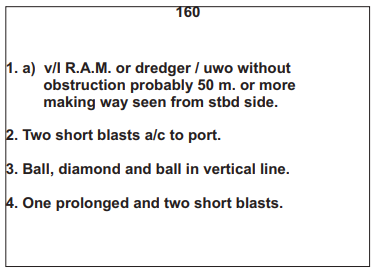 160
1. a) v/l R.A.M. or dredger / uwo without
obstruction probably 50 m. or more
making way seen from stbd side.
2. Two short blasts a/c to port.
3. Ball, diamond and ball in vertical line.
4. One prolonged and two short blasts.